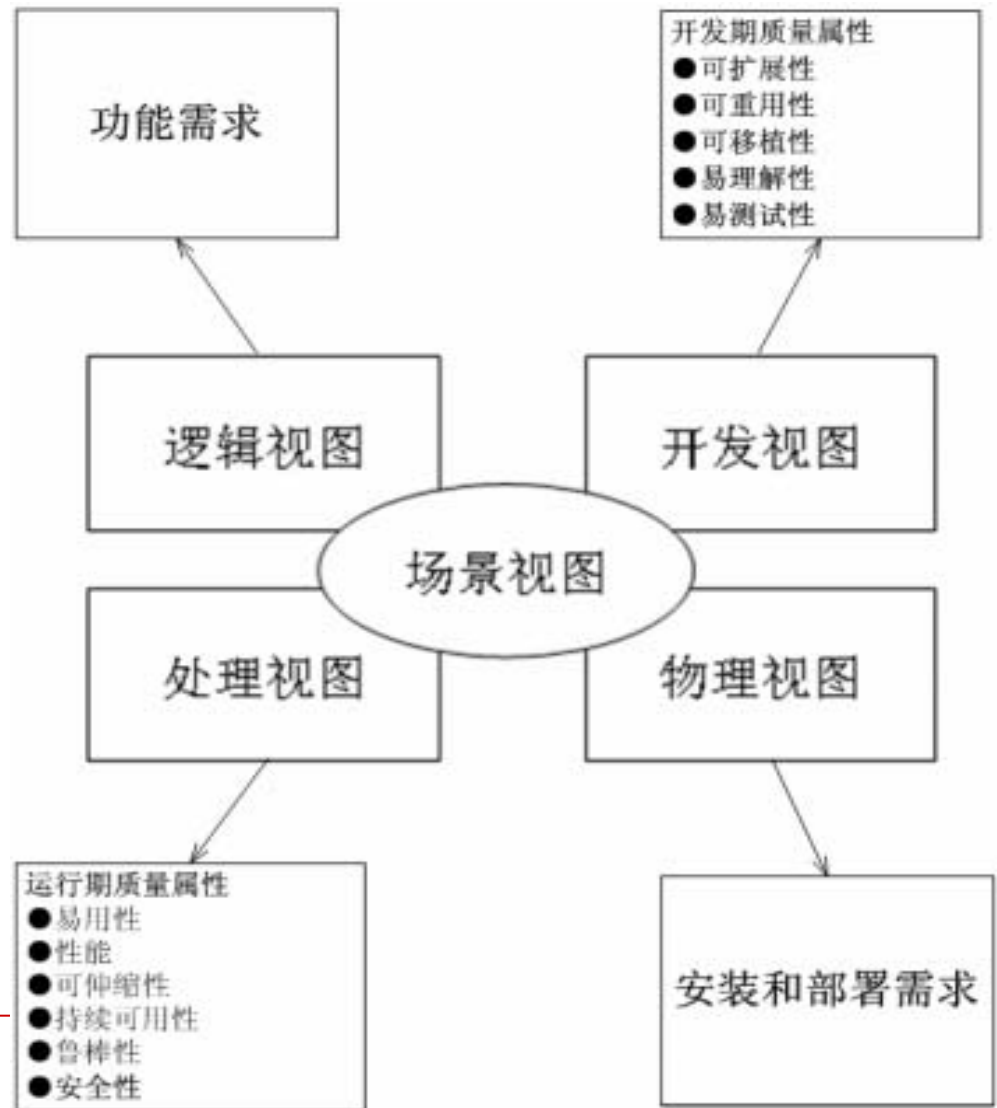 功能需求
开发期质量属性
●可扩展性
●可重用性
●可移植性
●易理解性
●易测试性
逻辑视图
开发视图
场景视图
处理视图
物理视图
运行期质量属性
●易用性
●性能
●可伸缩性
●持续可用性
●鲁棒性
●安全性
安装和部署需求